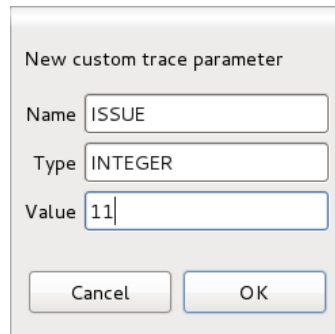 New custom trace parameter
Name ISSUE
Type INTEGER
Value 11
Cancel OK